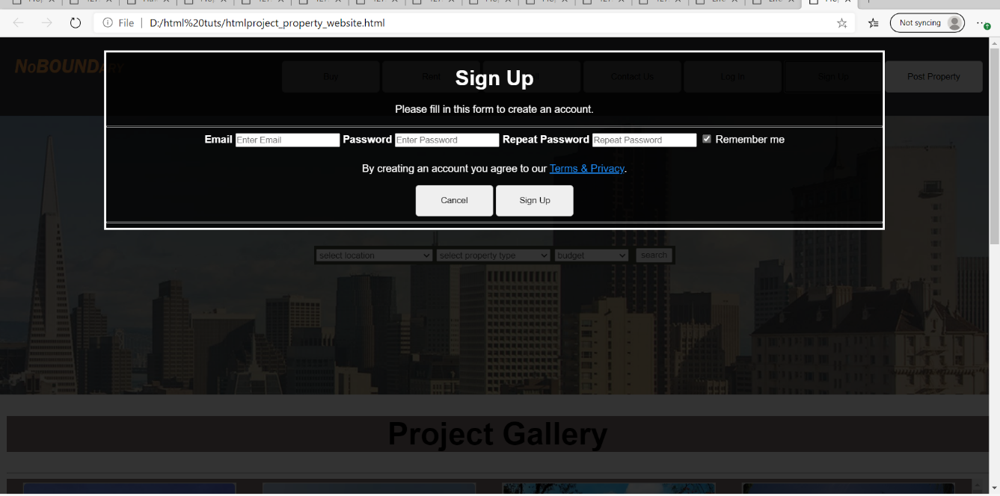 Not syncing
File
D:/html%20tuts/htmlproject_property_website.html
NoBOUNDARY
Buy
Rent
Contact Us
Log In
Sign Up
Post Property
Sign Up
Please fill in this form to create an account.
Email Enter Email Password Enter Password Repeat Password Repeat Password Remember me
By creating an account you agree to our Terms & Privacy.
Cancel Sign Up
select location select property type budget search
Project Gallery